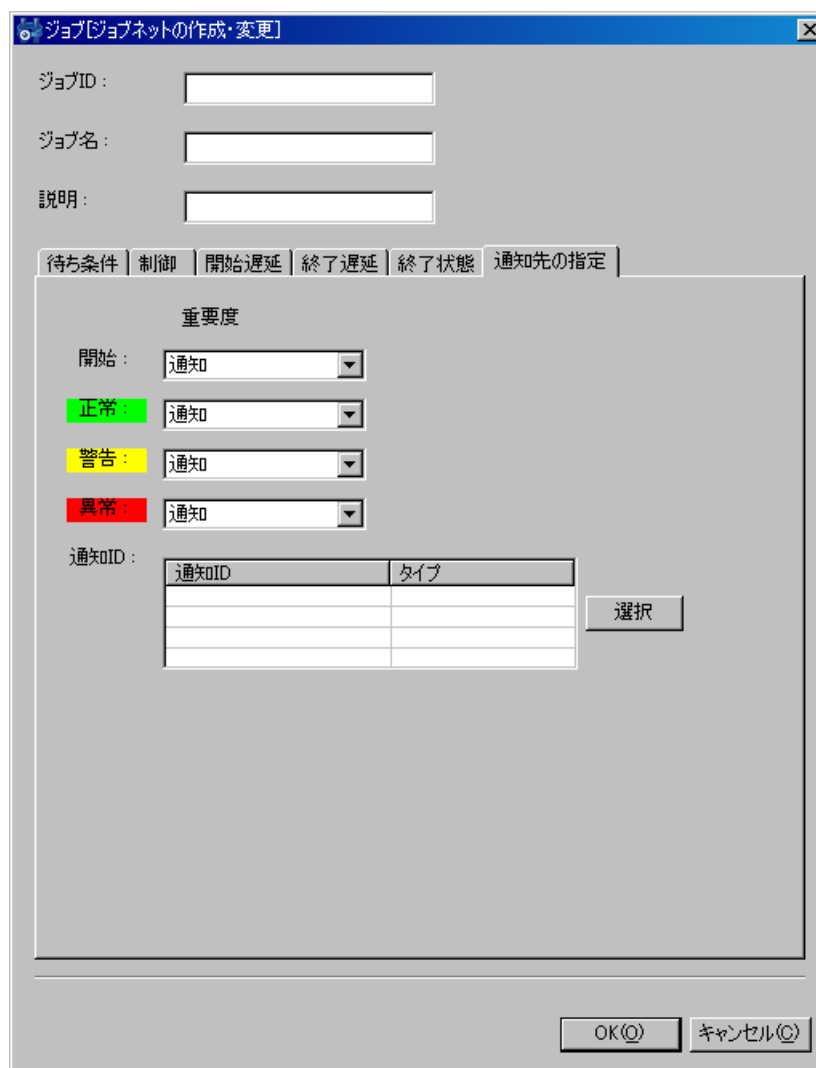 ジョブ[ジョブネットの作成・変更]
ジョブID：
ジョブ名：
説明：
待ち条件 制御 開始遅延 終了遅延 終了状態 通知先の指定
重要度
開始： 通知
正常： 通知
警告： 通知
異常： 通知
通知ID：
通知ID タイプ
選択
OK(O) キャンセル(C)